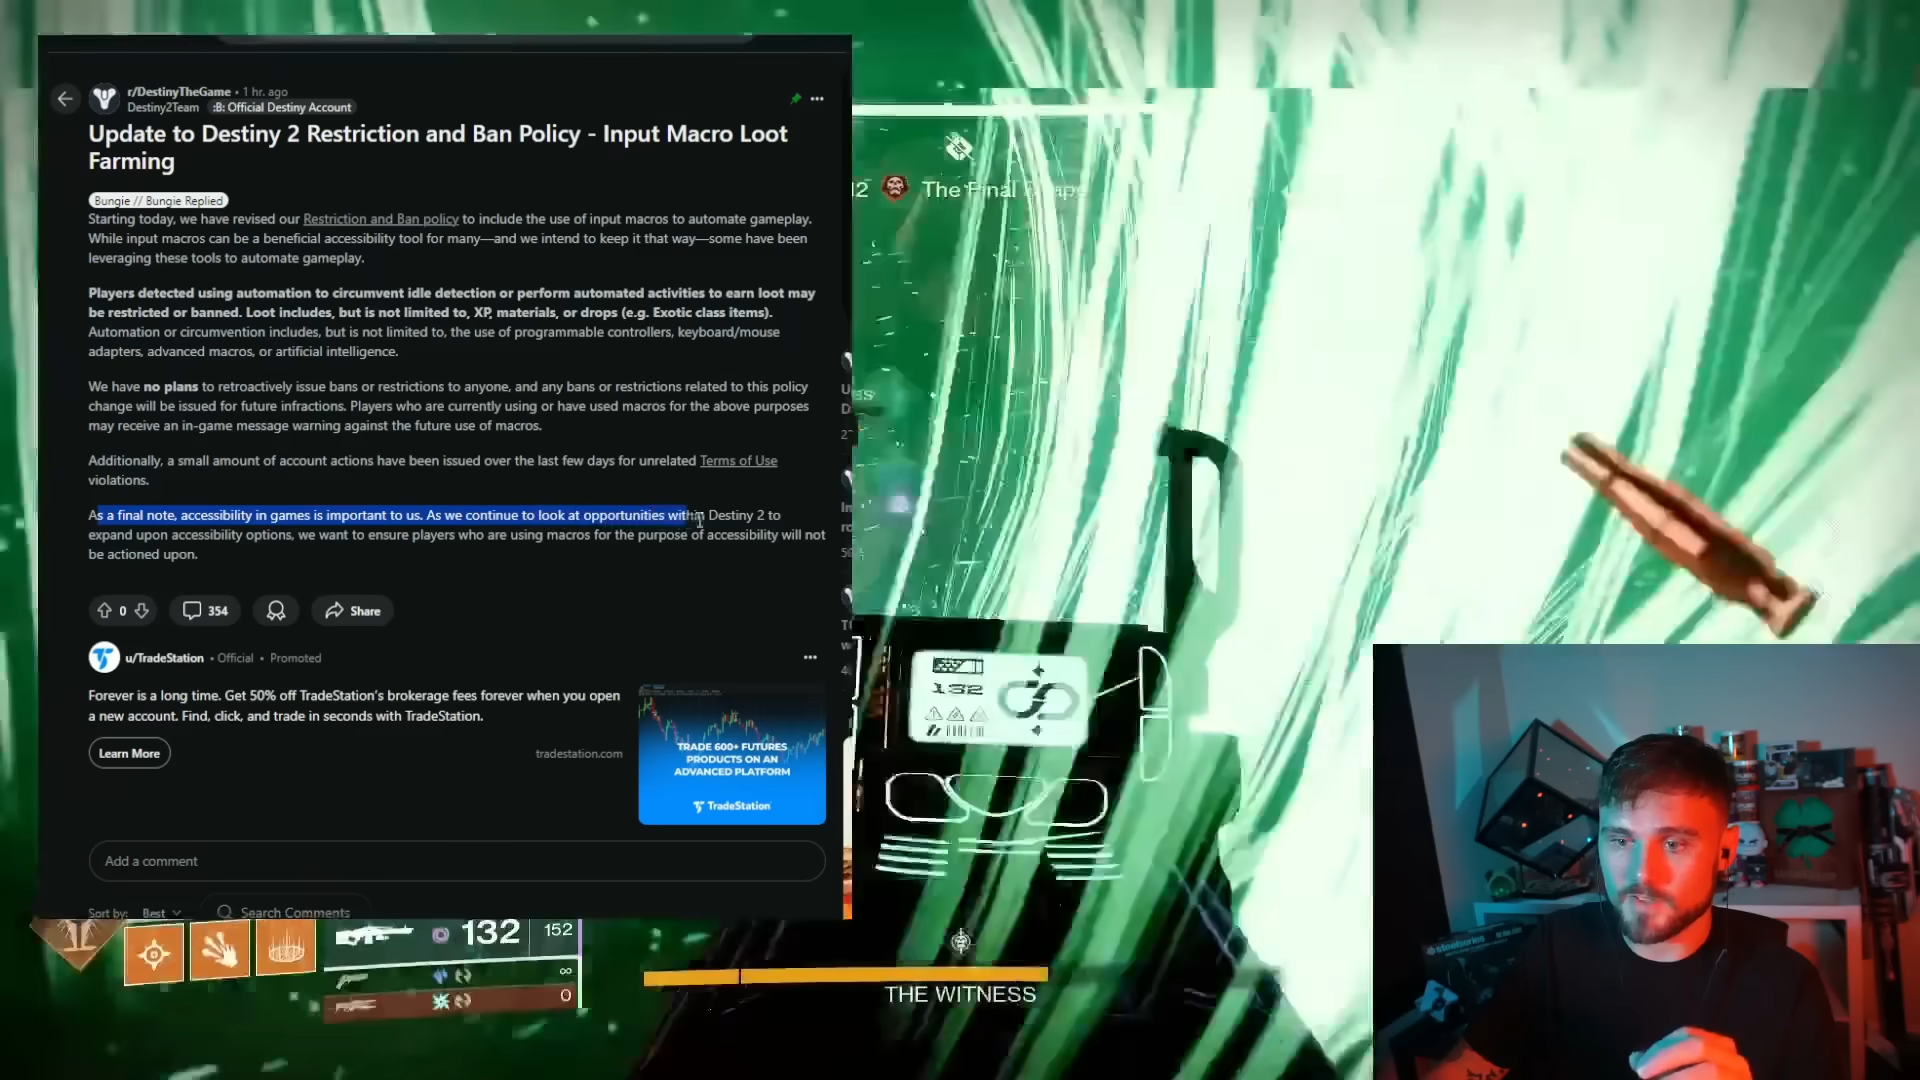 r/DestinyTheGame • 1 hr. ago
Destiny2Team :B: Official Destiny Account
Update to Destiny 2 Restriction and Ban Policy - Input Macro Loot
Farming
Bungie // Bungie Replied
Starting today, we have revised our Restriction and Ban policy to include the use of input macros to automate gameplay.
While input macros can be a beneficial accessibility tool for many—and we intend to keep it that way—some have been
leveraging these tools to automate gameplay.
Players detected using automation to circumvent idle detection or perform automated activities to earn loot may
be restricted or banned. Loot includes, but is not limited to, XP, materials, or drops (e.g. Exotic class items).
Automation or circumvention includes, but is not limited to, the use of programmable controllers, keyboard/mouse
adapters, advanced macros, or artificial intelligence.
We have no plans to retroactively issue bans or restrictions to anyone, and any bans or restrictions related to this policy
change will be issued for future infractions. Players who are currently using or have used macros for the above purposes
may receive an in-game message warning against the future use of macros.
Additionally, a small amount of account actions have been issued over the last few days for unrelated Terms of Use
violations.
As a final note, accessibility in games is important to us. As we continue to look at opportunities within Destiny 2 to
expand upon accessibility options, we want to ensure players who are using macros for the purpose of accessibility will not
be actioned upon.
0 354 Share
u/TradeStation • Official • Promoted
Forever is a long time. Get 50% off TradeStation's brokerage fees forever when you open
a new account. Find, click, and trade in seconds with TradeStation.
Learn More
tradestation.com
TRADE 600+ FUTURES
PRODUCTS ON AN
ADVANCED PLATFORM
TradeStation
Add a comment
Sort by: Best Search Comments
The Final
132
132 152
∞
0
THE WITNESS
steelseries